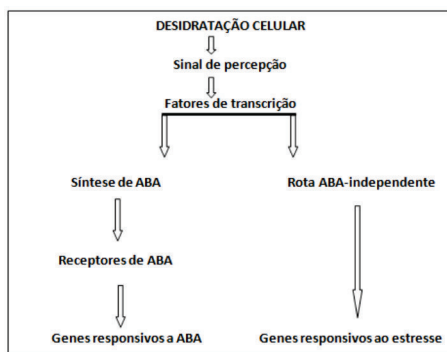 DESIDRATAÇÃO CELULAR
Sinal de percepção
Fatores de transcrição
Síntese de ABA
Rota ABA-independente
Receptores de ABA
Genes responsivos a ABA
Genes responsivos ao estresse